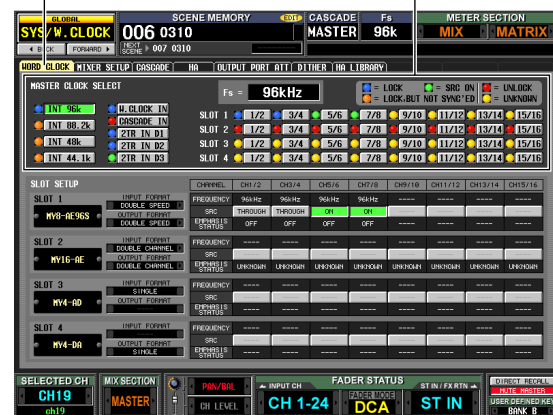 GLOBAL SCENE MEMORY EDIT CASCADE Fs METER SECTION
SYS/W.CLOCK 006 0310 MASTER 96k MIX MATRIX
BACK FORWARD NEXT SCENE 007 0310
WORD CLOCK MIXER SETUP CASCADE HA OUTPUT PORT ATT DITHER HA LIBRARY
MASTER CLOCK SELECT
Fs = 96kHz
= LOCK = SRC ON = UNLOCK
= LOCK,BUT NOT SYNC'ED = UNKNOWN
INT 96k W.CLOCK IN
INT 88.2k CASCADE IN
2TR IN D1
INT 48k 2TR IN D2
INT 44.1k 2TR IN D3
SLOT 1 1/2 3/4 5/6 7/8 9/10 11/12 13/14 15/16
SLOT 2 1/2 3/4 5/6 7/8 9/10 11/12 13/14 15/16
SLOT 3 1/2 3/4 5/6 7/8 9/10 11/12 13/14 15/16
SLOT 4 1/2 3/4 5/6 7/8 9/10 11/12 13/14 15/16
SLOT SETUP CHANNEL CH1/2 CH3/4 CH5/6 CH7/8 CH9/10 CH11/12 CH13/14 CH15/16
SLOT 1 INPUT FORMAT FREQUENCY 96kHz 96kHz 96kHz 96kHz ---- ---- ---- ----
DOUBLE SPEED
MY8-AE96S OUTPUT FORMAT SRC THROUGH THROUGH ON ON ---- ---- ---- ----
DOUBLE SPEED EMPHASIS STATUS OFF OFF OFF OFF ---- ---- ---- ----
SLOT 2 INPUT FORMAT FREQUENCY ---- ---- ---- ---- ---- ---- ---- ----
DOUBLE CHANNEL
MY16-AE OUTPUT FORMAT SRC ---- ---- ---- ---- ---- ---- ---- ----
DOUBLE CHANNEL EMPHASIS STATUS UNKNOWN UNKNOWN UNKNOWN UNKNOWN UNKNOWN UNKNOWN UNKNOWN UNKNOWN
SLOT 3 INPUT FORMAT FREQUENCY ---- ---- ---- ---- ---- ---- ---- ----
SINGLE
MY4-AD OUTPUT FORMAT SRC ---- ---- ---- ---- ---- ---- ---- ----
EMPHASIS STATUS ---- ---- ---- ---- ---- ---- ---- ----
SLOT 4 INPUT FORMAT FREQUENCY ---- ---- ---- ---- ---- ---- ---- ----
MY4-DA OUTPUT FORMAT SRC ---- ---- ---- ---- ---- ---- ---- ----
SINGLE EMPHASIS STATUS ---- ---- ---- ---- ---- ---- ---- ----
SELECTED CH MIX SECTION PAN/BAL INPUT CH FADER STATUS ST IN / FX RTN DIRECT RECALL
CH19 MASTER CH LEVEL CH 1-24 FADER MODE DCA ST IN MUTE MASTER
USER DEFINED KEY
ch19 BANK B